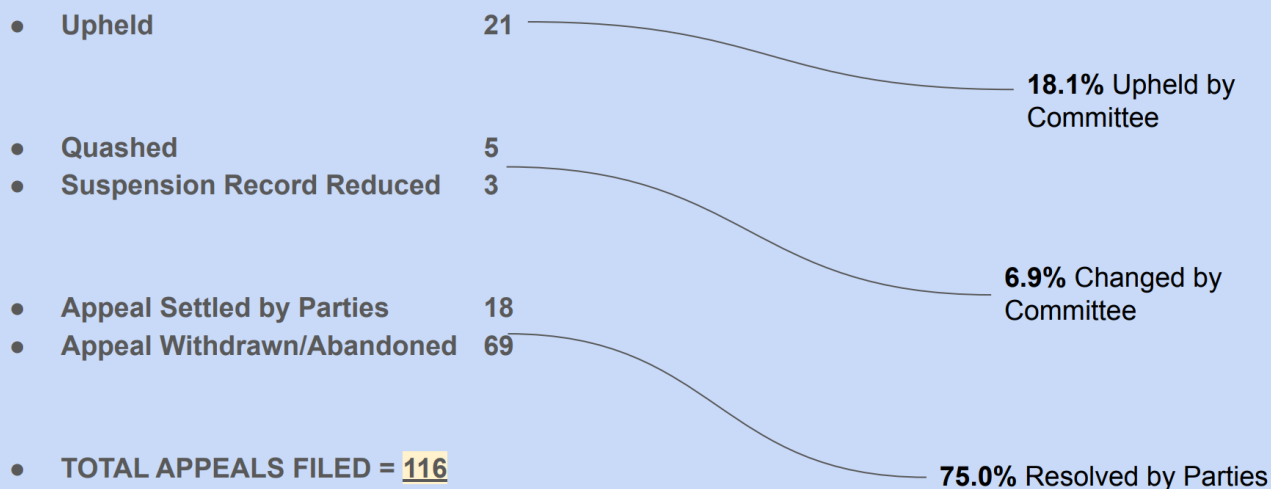 ● Upheld 21
18.1% Upheld by
Committee
● Quashed 5
● Suspension Record Reduced 3
6.9% Changed by
Committee
● Appeal Settled by Parties 18
● Appeal Withdrawn/Abandoned 69
● TOTAL APPEALS FILED = 116
75.0% Resolved by Parties